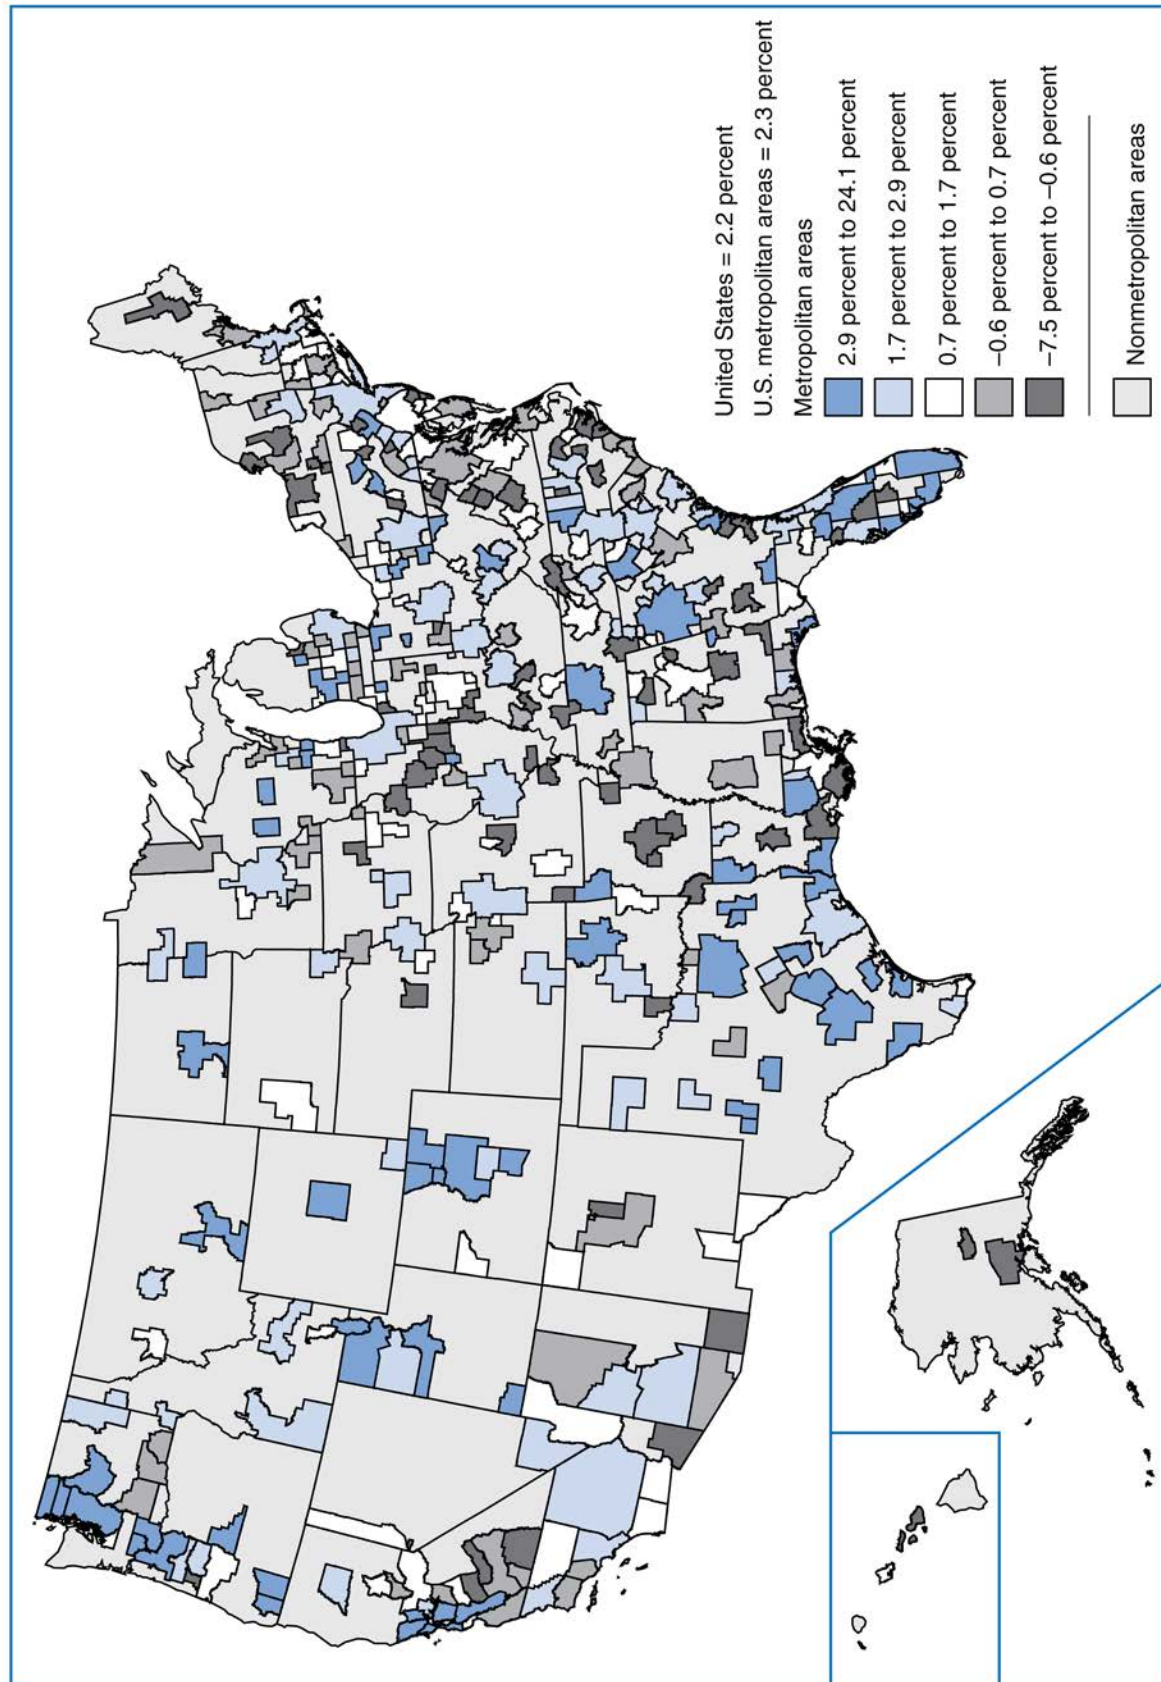 United States = 2.2 percent
U.S. metropolitan areas = 2.3 percent
Metropolitan areas
2.9 percent to 24.1 percent
1.7 percent to 2.9 percent
0.7 percent to 1.7 percent
–0.6 percent to 0.7 percent
–7.5 percent to –0.6 percent
Nonmetropolitan areas